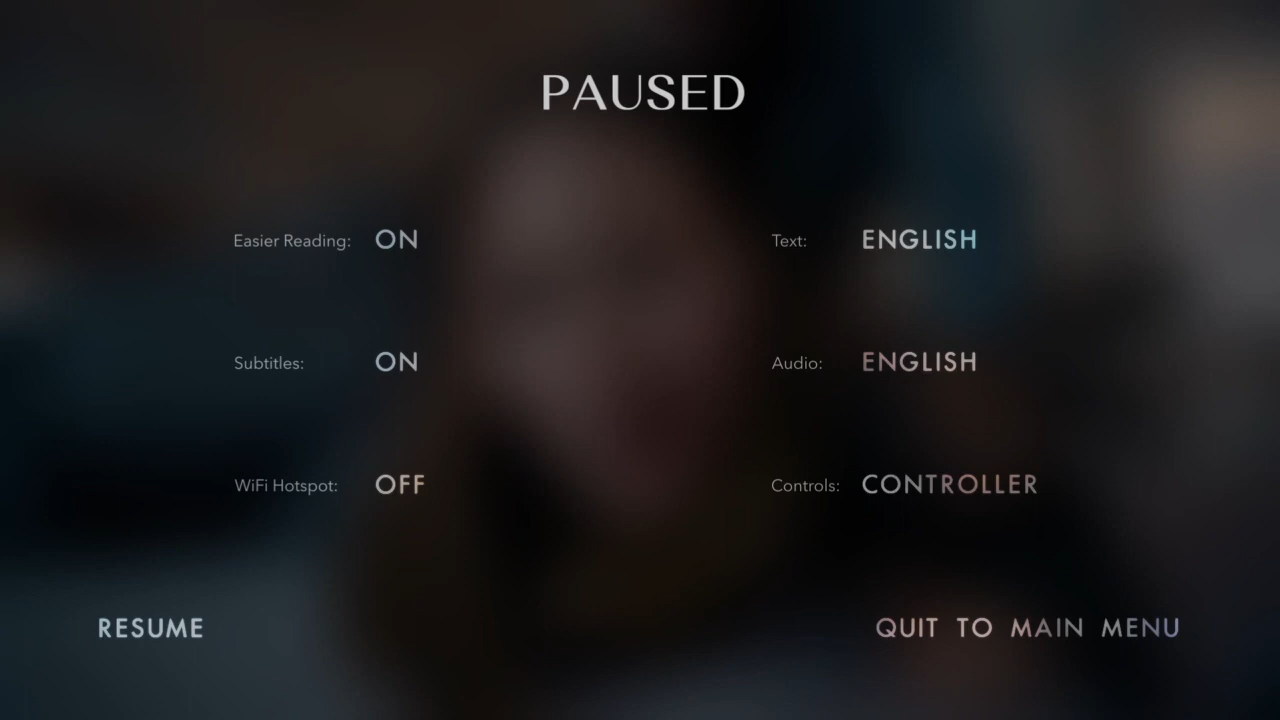 PAUSED
Easier Reading: ON
Text: ENGLISH
Subtitles: ON
Audio: ENGLISH
WiFi Hotspot: OFF
Controls: CONTROLLER
RESUME
QUIT TO MAIN MENU